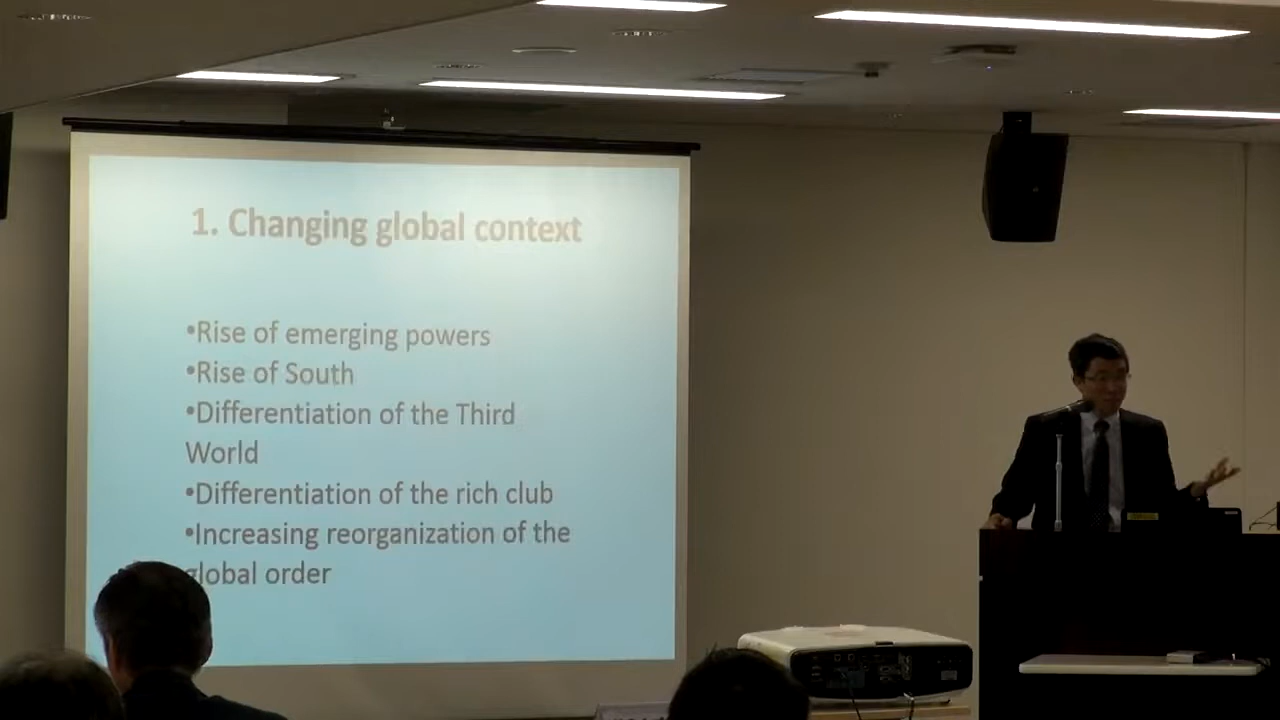 1. Changing global context
•Rise of emerging powers
•Rise of South
•Differentiation of the Third
World
•Differentiation of the rich club
•Increasing reorganization of the
global order